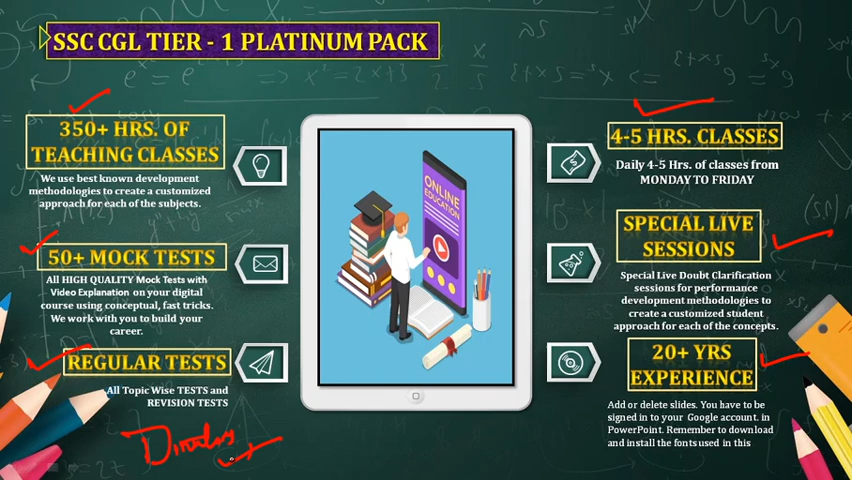 SSC CGL TIER - 1 PLATINUM PACK
350+ HRS. OF
TEACHING CLASSES
We use best known development
methodologies to create a customized
approach for each of the subjects.
50+ MOCK TESTS
All HIGH QUALITY Mock Tests with
Video Explanation on your digital
course using conceptual, fast tricks.
We work with you to build your
career.
REGULAR TESTS
All Topic Wise TESTS and
REVISION TESTS
ONLINE
EDUCATION
4-5 HRS. CLASSES
Daily 4-5 Hrs. of classes from
MONDAY TO FRIDAY
SPECIAL LIVE
SESSIONS
Special Live Doubt Clarification
sessions for performance
development methodologies to
create a customized student
approach for each of the concepts.
20+ YRS
EXPERIENCE
Add or delete slides. You have to be
signed in to your Google account. in
PowerPoint. Remember to download
and install the fonts used in this